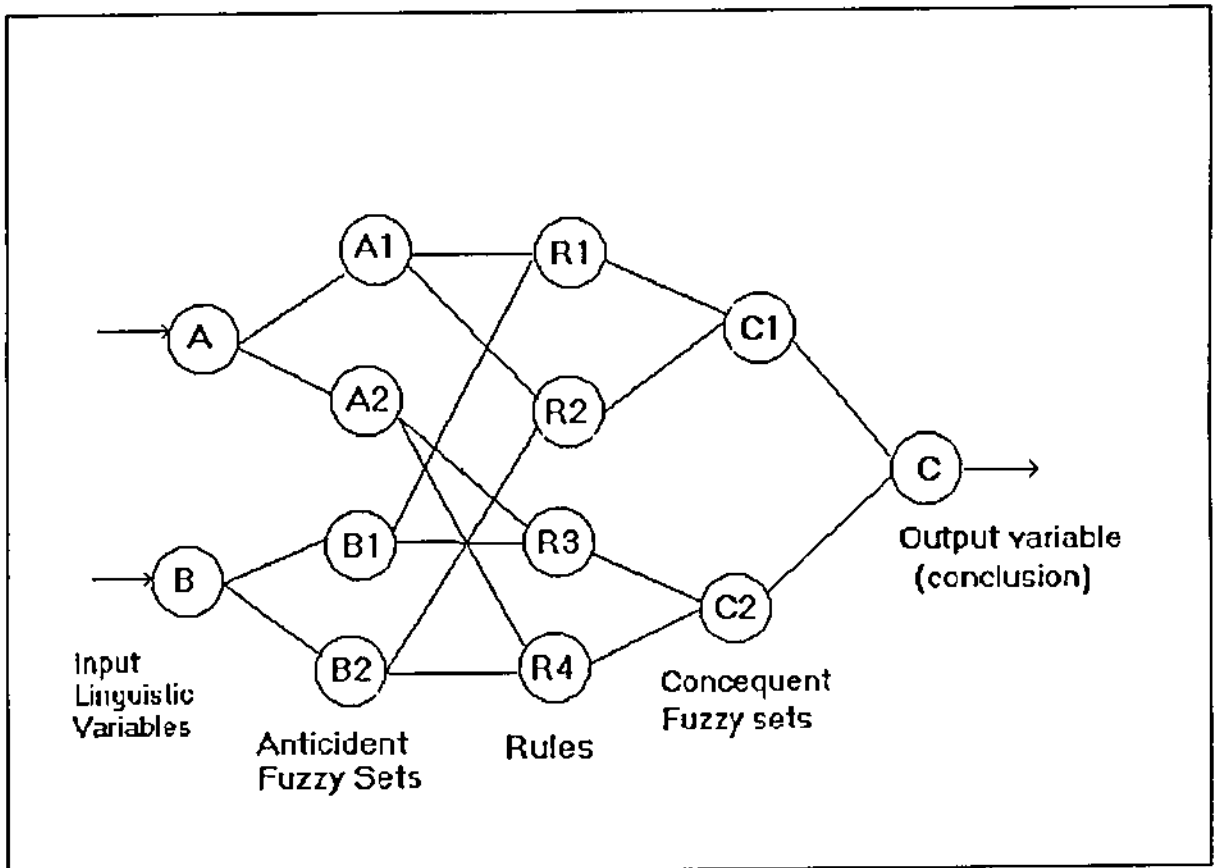 A
A1
A2
B
B1
B2
R1
R2
R3
R4
C1
C2
C
Input
Linguistic
Variables
Anticident
Fuzzy Sets
Rules
Concequent
Fuzzy sets
Output variable
(conclusion)